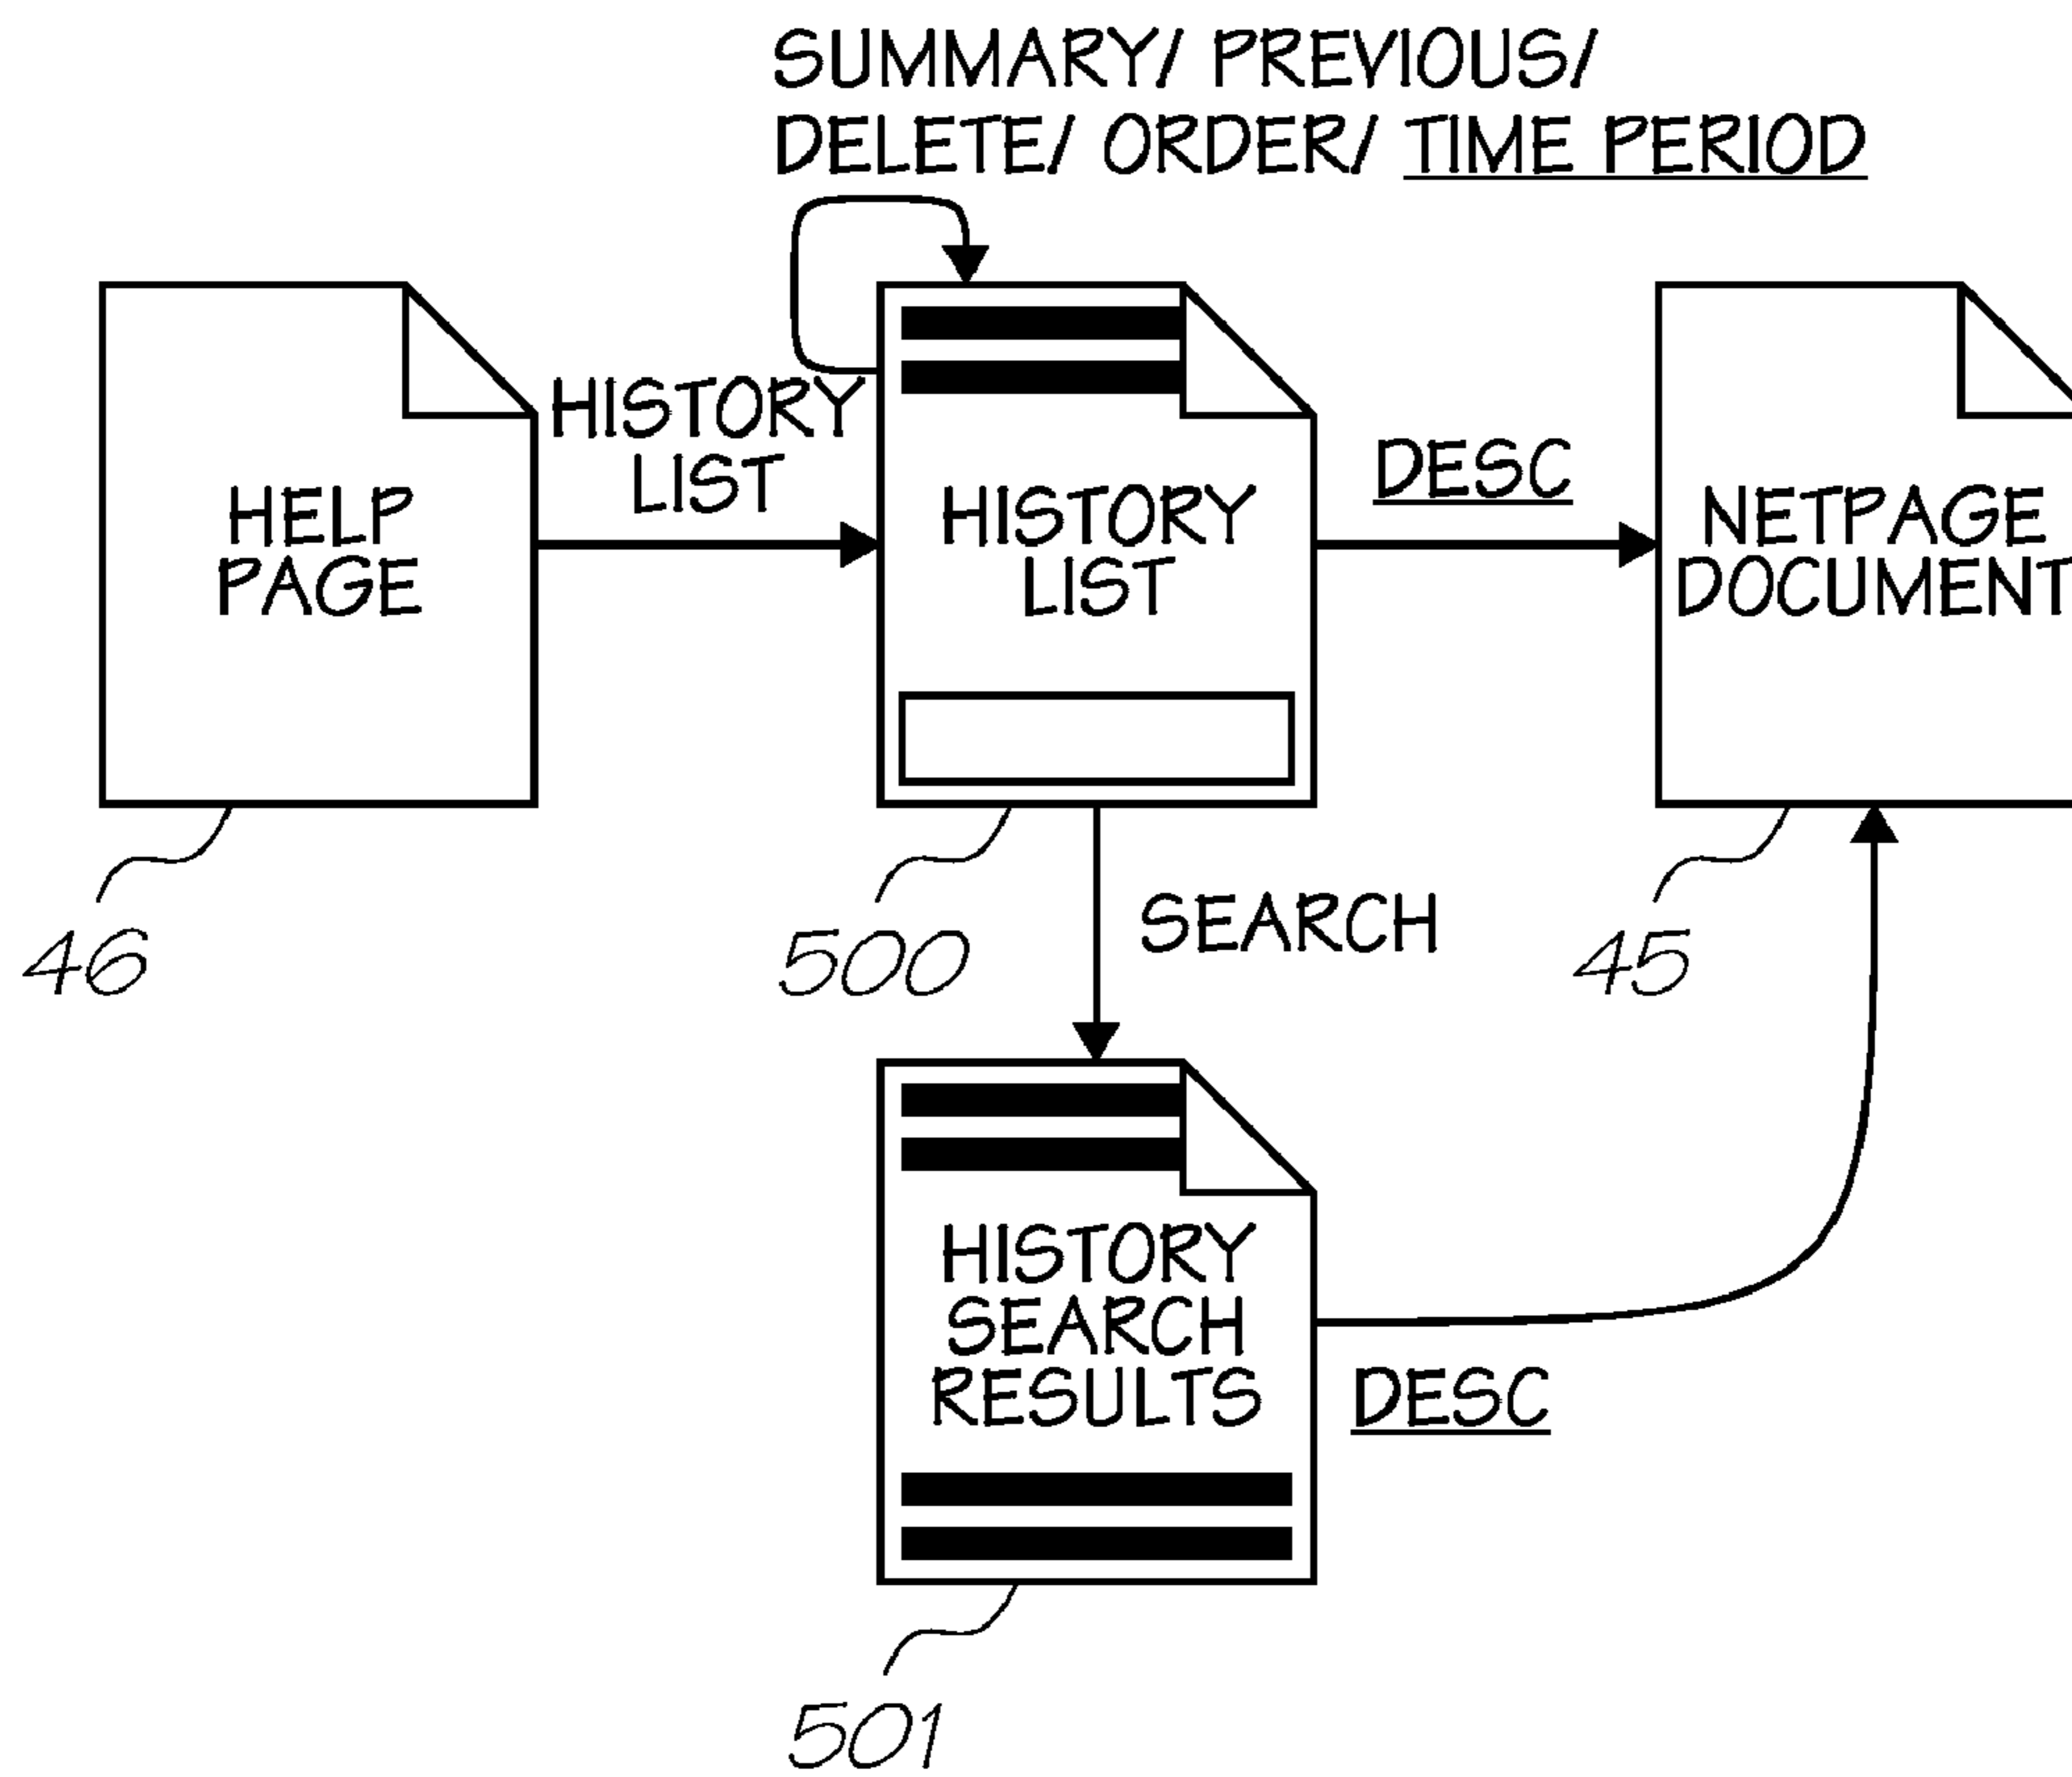 SUMMARY/ PREVIOUS/
DELETE/ ORDER/ TIME PERIOD
HELP
PAGE
HISTORY
LIST
HISTORY
LIST
DESC
NETPAGE
DOCUMENT
46
500
SEARCH
45
HISTORY
SEARCH
RESULTS
DESC
501